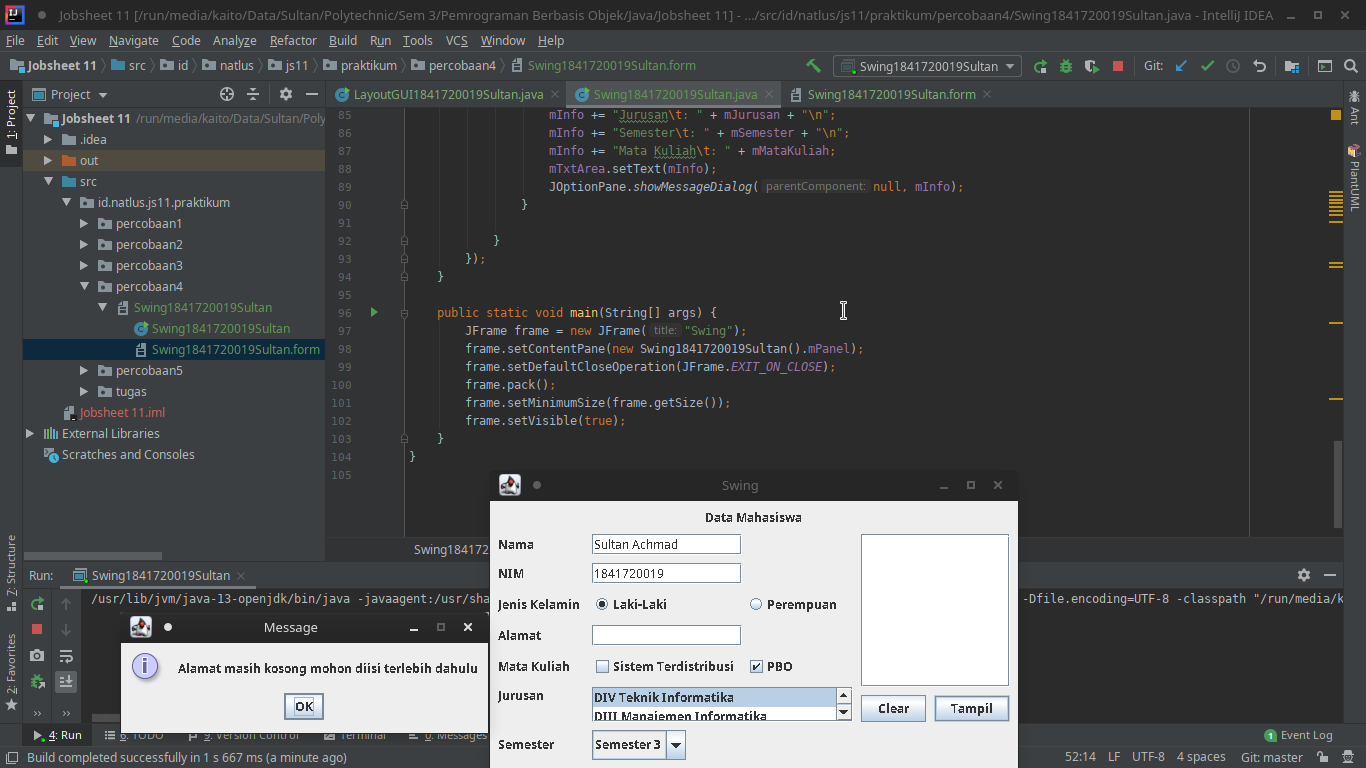 Jobsheet 11 [/run/media/kaito/Data/Sultan/Polytechnic/Sem 3/Pemrograman Berbasis Objek/Java/Jobsheet 11] - .../src/id/natlus/js11/praktikum/percobaan4/Swing1841720019Sultan.java - IntelliJ IDEA
File Edit View Navigate Code Analyze Refactor Build Run Tools VCS Window Help
Jobsheet 11 src id natlus js11 praktikum percobaan4 Swing1841720019Sultan.form Swing1841720019Sultan Git:
1: Project
Project
LayoutGUI1841720019Sultan.java Swing1841720019Sultan.java Swing1841720019Sultan.form
Ant
PlantUML
Jobsheet 11 /run/media/kaito/Data/Sultan/Poly
.idea
out
src
id.natlus.js11.praktikum
percobaan1
percobaan2
percobaan3
percobaan4
Swing1841720019Sultan
Swing1841720019Sultan
Swing1841720019Sultan.form
percobaan5
tugas
Jobsheet 11.iml
External Libraries
Scratches and Consoles
85 mInfo += "Jurusan\t: " + mJurusan + "\n";
86 mInfo += "Semester\t: " + mSemester + "\n";
87 mInfo += "Mata Kuliah\t: " + mMataKuliah;
88 mTxtArea.setText(mInfo);
89 JOptionPane.showMessageDialog( parentComponent: null, mInfo);
90 }
91
92 }
93 });
94 }
95
96 public static void main(String[] args) {
97 JFrame frame = new JFrame( title: "Swing");
98 frame.setContentPane(new Swing1841720019Sultan().mPanel);
99 frame.setDefaultCloseOperation(JFrame.EXIT_ON_CLOSE);
100 frame.pack();
101 frame.setMinimumSize(frame.getSize());
102 frame.setVisible(true);
103 }
104 }
105
Swing18417
Z: Structure
2: Favorites
Run: Swing1841720019Sultan
/usr/lib/jvm/java-13-openjdk/bin/java -javaagent:/usr/sha
-Dfile.encoding=UTF-8 -classpath "/run/media/k
Message
Alamat masih kosong mohon diisi terlebih dahulu
OK
Swing
Data Mahasiswa
Nama Sultan Achmad
NIM 1841720019
Jenis Kelamin Laki-Laki Perempuan
Alamat
Mata Kuliah Sistem Terdistribusi PBO
Jurusan DIV Teknik Informatika
DIII Manajemen Informatika
Clear Tampil
Semester Semester 3
4: Run 6: TODO 9: Version Control Terminal 0: Messages
Event Log
Build completed successfully in 1 s 667 ms (a minute ago)
52:14 LF UTF-8 4 spaces Git: master